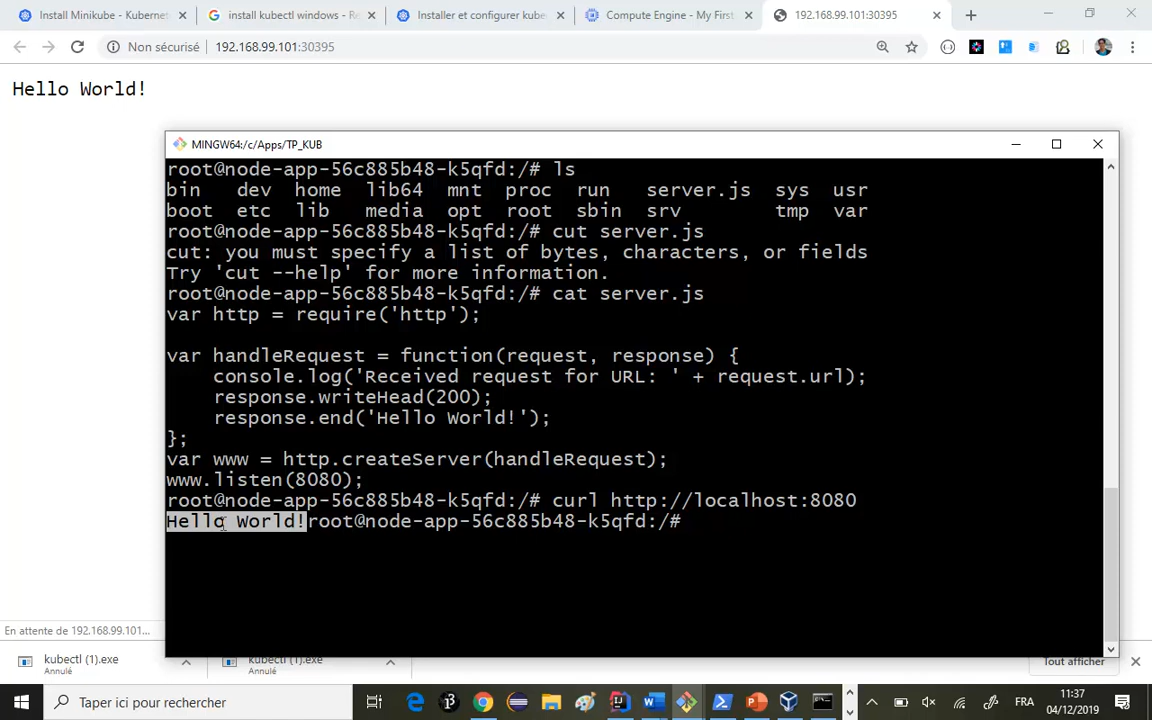 Install Minikube - Kubernet
install kubectl windows - Re
Installer et configurer kube
Compute Engine - My First
192.168.99.101:30395
Non sécurisé
192.168.99.101:30395
Hello World!
MINGW64:/c/Apps/TP_KUB
root@node-app-56c885b48-k5qfd:/# ls
bin dev home lib64 mnt proc run server.js sys usr
boot etc lib media opt root sbin srv tmp var
root@node-app-56c885b48-k5qfd:/# cut server.js
cut: you must specify a list of bytes, characters, or fields
Try 'cut --help' for more information.
root@node-app-56c885b48-k5qfd:/# cat server.js
var http = require('http');
var handleRequest = function(request, response) {
console.log('Received request for URL: ' + request.url);
response.writeHead(200);
response.end('Hello World!');
};
var www = http.createServer(handleRequest);
www.listen(8080);
root@node-app-56c885b48-k5qfd:/# curl http://localhost:8080
Hello World!root@node-app-56c885b48-k5qfd:/#
En attente de 192.168.99.101...
kubectl (1).exe
Annulé
kubectl (1).exe
Annulé
Tout afficher
Taper ici pour rechercher
FRA
11:37
04/12/2019